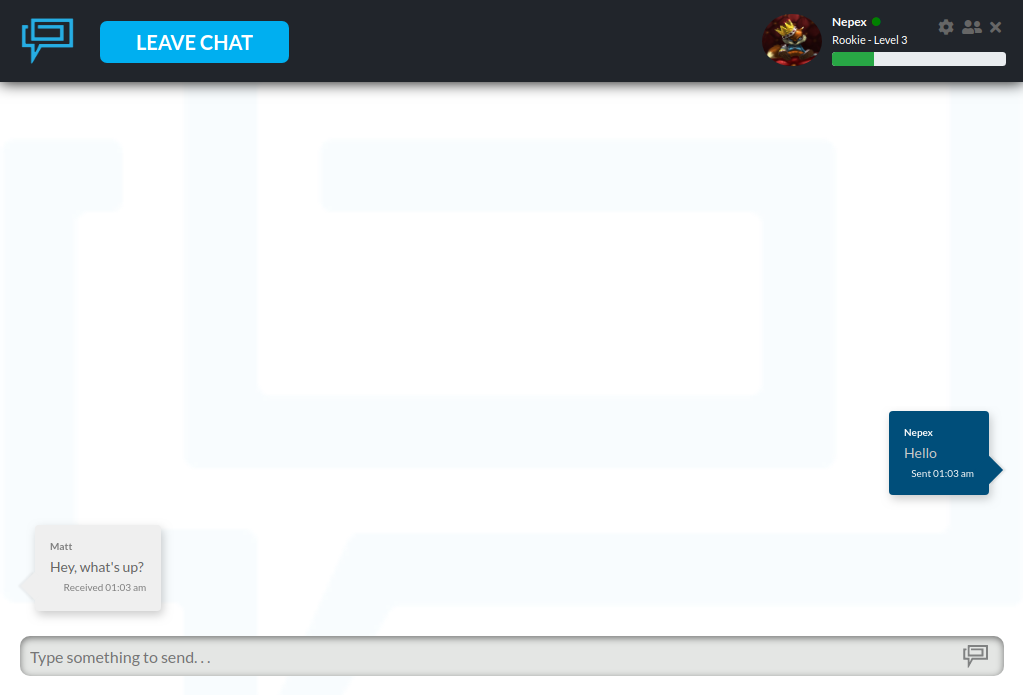 LEAVE CHAT
Nepex
Rookie - Level 3
Nepex
Hello
Sent 01:03 am
Matt
Hey, what's up?
Received 01:03 am
Type something to send. . .